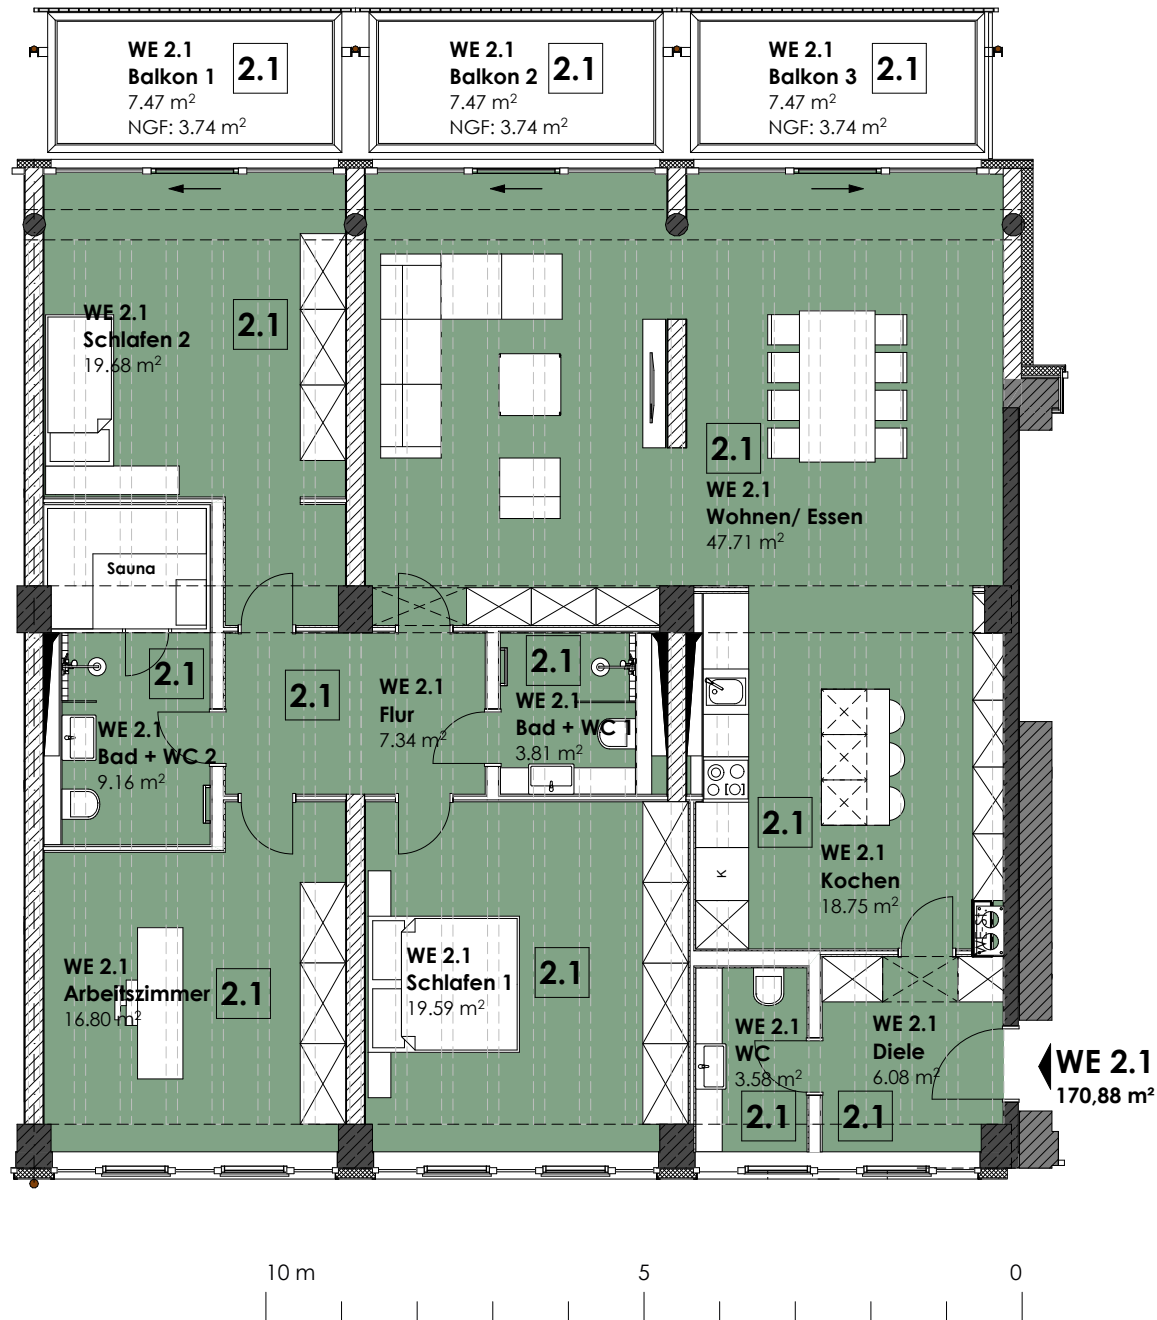 WE 2.1
Balkon 1
7.47 m²
NGF: 3.74 m²
2.1
WE 2.1
Balkon 2
7.47 m²
NGF: 3.74 m²
2.1
WE 2.1
Balkon 3
7.47 m²
NGF: 3.74 m²
2.1
WE 2.1
Schlafen 2
19.68 m²
2.1
2.1
WE 2.1
Wohnen/ Essen
47.71 m²
Sauna
2.1
WE 2.1
Bad + WC 2
9.16 m²
2.1
WE 2.1
Flur
7.34 m²
2.1
WE 2.1
Bad + WC 1
3.81 m²
2.1
WE 2.1
Kochen
18.75 m²
K
WE 2.1
Arbeitszimmer
16.80 m²
2.1
WE 2.1
Schlafen 1
19.59 m²
2.1
WE 2.1
WC
3.58 m²
2.1
WE 2.1
Diele
6.08 m²
2.1
WE 2.1
170,88 m²
10 m 5 0